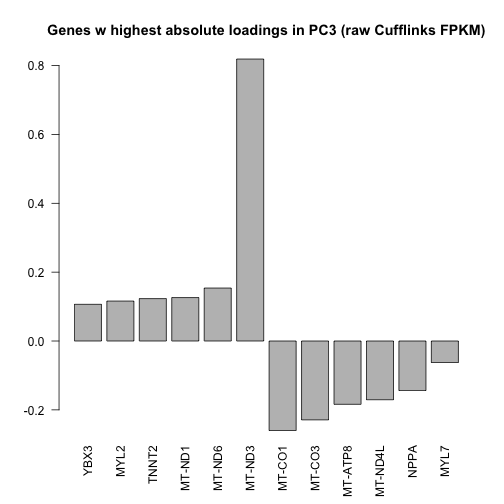 Genes w highest absolute loadings in PC3 (raw Cufflinks FPKM)
0.8
0.6
0.4
0.2
0.0
-0.2
YBX3
MYL2
TNNT2
MT-ND1
MT-ND6
MT-ND3
MT-CO1
MT-CO3
MT-ATP8
MT-ND4L
NPPA
MYL7